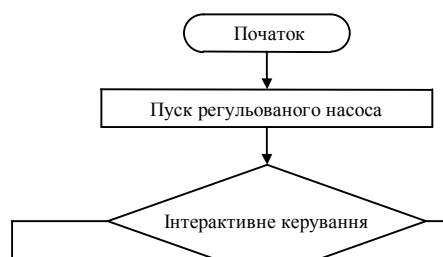 Початок
Пуск регульованого насоса
Інтерактивне керування